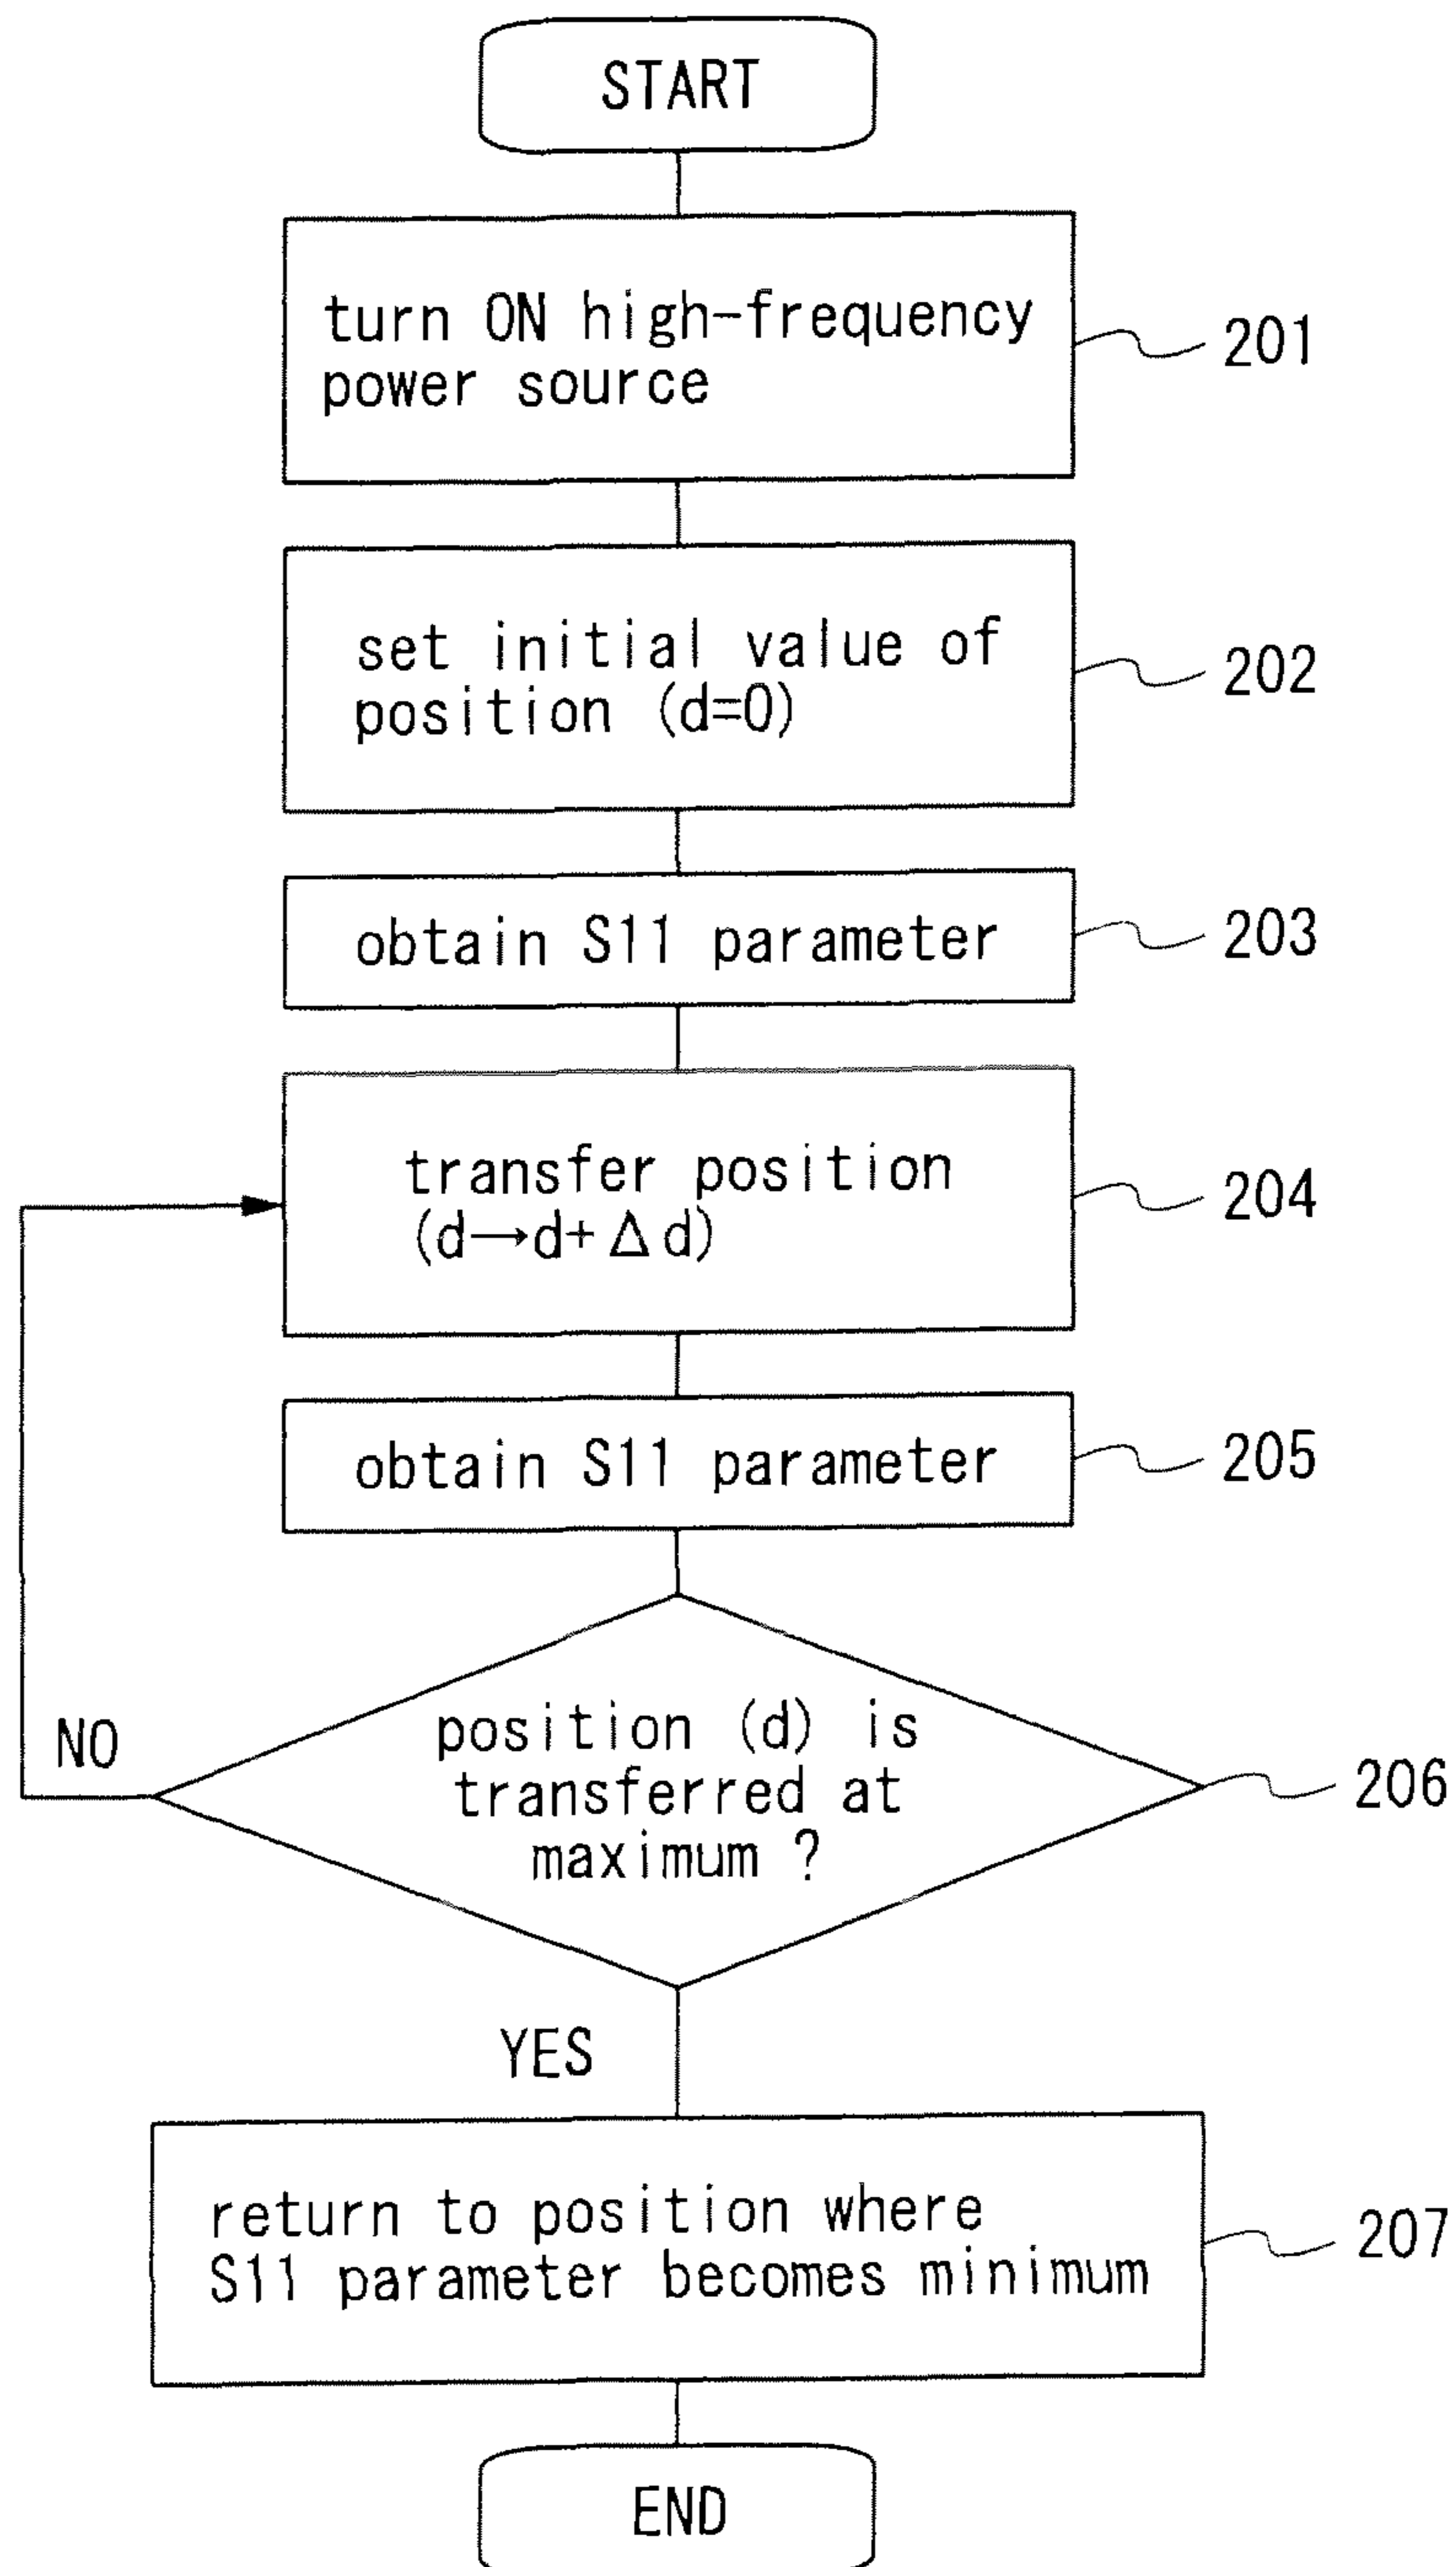 START
turn ON high-frequency
power source
201
set initial value of
position (d=0)
202
obtain S11 parameter
203
transfer position
(d→d+Δd)
204
obtain S11 parameter
205
position (d) is
transferred at
maximum ?
206
NO
YES
return to position where
S11 parameter becomes minimum
207
END